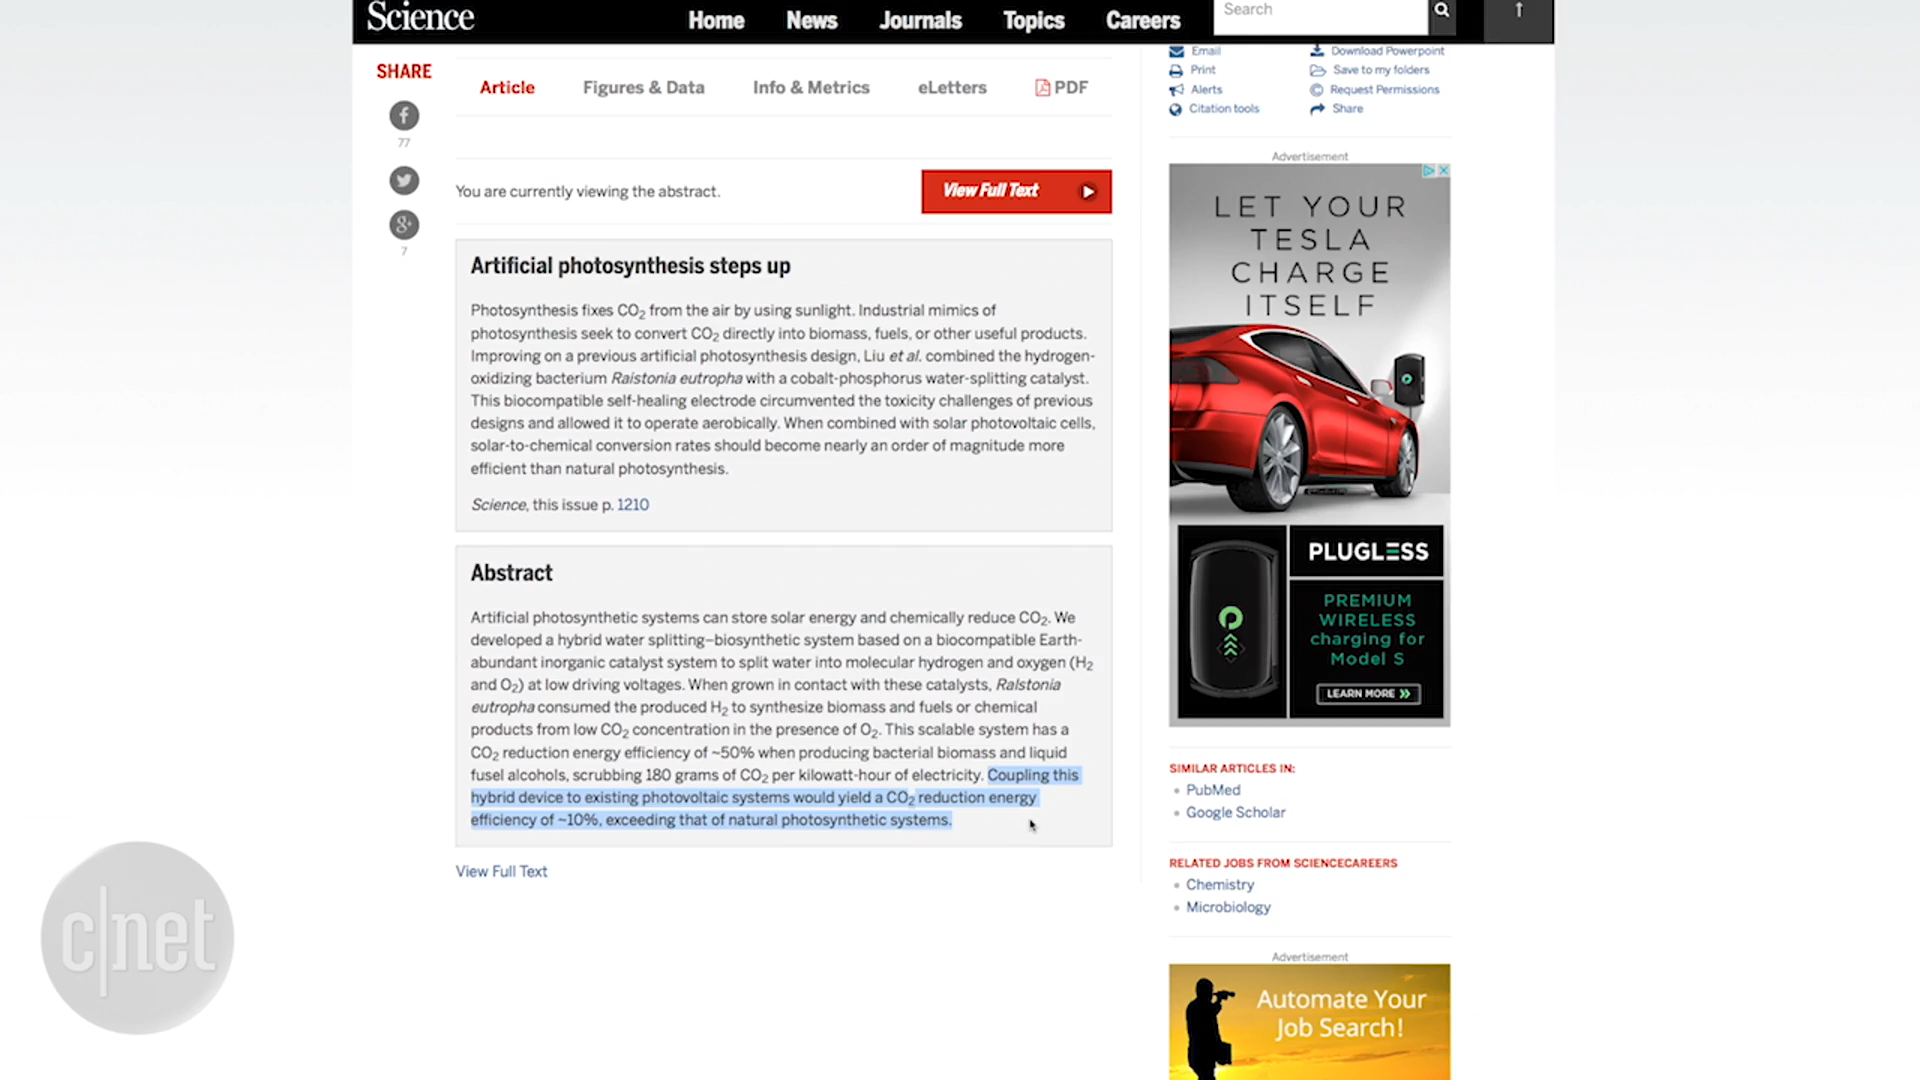 Science
Home News Journals Topics Careers
Search
SHARE
77
7
Article Figures & Data Info & Metrics eLetters PDF
You are currently viewing the abstract.
View Full Text
Artificial photosynthesis steps up
Photosynthesis fixes CO2 from the air by using sunlight. Industrial mimics of
photosynthesis seek to convert CO2 directly into biomass, fuels, or other useful products.
Improving on a previous artificial photosynthesis design, Liu et al. combined the hydrogen-
oxidizing bacterium Ralstonia eutropha with a cobalt-phosphorus water-splitting catalyst.
This biocompatible self-healing electrode circumvented the toxicity challenges of previous
designs and allowed it to operate aerobically. When combined with solar photovoltaic cells,
solar-to-chemical conversion rates should become nearly an order of magnitude more
efficient than natural photosynthesis.
Science, this issue p. 1210
Abstract
Artificial photosynthetic systems can store solar energy and chemically reduce CO2. We
developed a hybrid water splitting–biosynthetic system based on a biocompatible Earth-
abundant inorganic catalyst system to split water into molecular hydrogen and oxygen (H2
and O2) at low driving voltages. When grown in contact with these catalysts, Ralstonia
eutropha consumed the produced H2 to synthesize biomass and fuels or chemical
products from low CO2 concentration in the presence of O2. This scalable system has a
CO2 reduction energy efficiency of ~50% when producing bacterial biomass and liquid
fusel alcohols, scrubbing 180 grams of CO2 per kilowatt-hour of electricity. Coupling this
hybrid device to existing photovoltaic systems would yield a CO2 reduction energy
efficiency of ~10%, exceeding that of natural photosynthetic systems.
View Full Text
Email Download Powerpoint
Print Save to my folders
Alerts Request Permissions
Citation tools Share
Advertisement
LET YOUR
TESLA
CHARGE
ITSELF
PLUGLESS
PREMIUM
WIRELESS
charging for
Model S
LEARN MORE
SIMILAR ARTICLES IN:
PubMed
Google Scholar
RELATED JOBS FROM SCIENCECAREERS
Chemistry
Microbiology
Advertisement
Automate Your
Job Search!
c|net